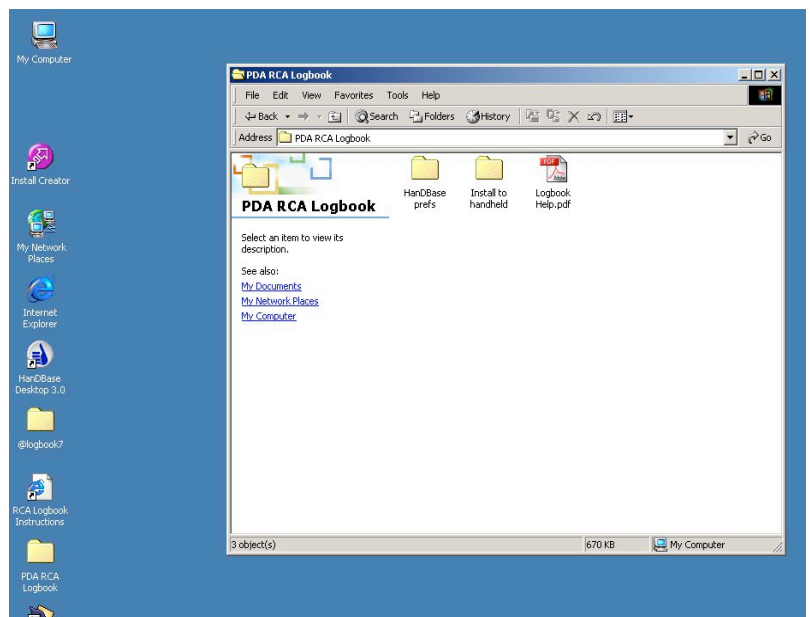 My Computer
Install Creator
My Network
Places
Internet
Explorer
HanDBase
Desktop 3.0
@logbook7
RCA Logbook
Instructions
PDA RCA
Logbook
PDA RCA Logbook
File Edit View Favorites Tools Help
Back Search Folders History
Address PDA RCA Logbook Go
PDA RCA Logbook
Select an item to view its
description.
See also:
My Documents
My Network Places
My Computer
HanDBase
prefs
Install to
handheld
PDF
Adobe
Logbook
Help.pdf
3 object(s) 670 KB My Computer